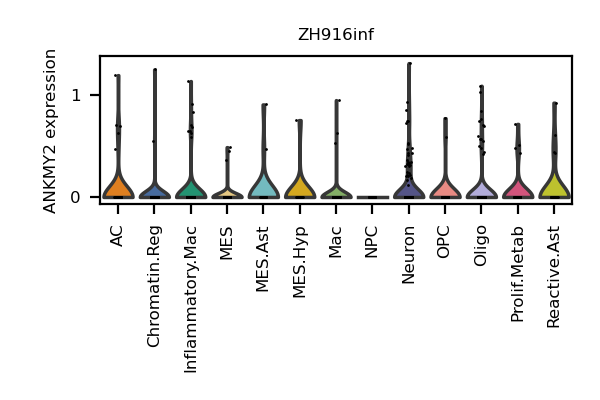 ZH916inf
ANKMY2 expression
1
0
AC
Chromatin.Reg
Inflammatory.Mac
MES
MES.Ast
MES.Hyp
Mac
NPC
Neuron
OPC
Oligo
Prolif.Metab
Reactive.Ast